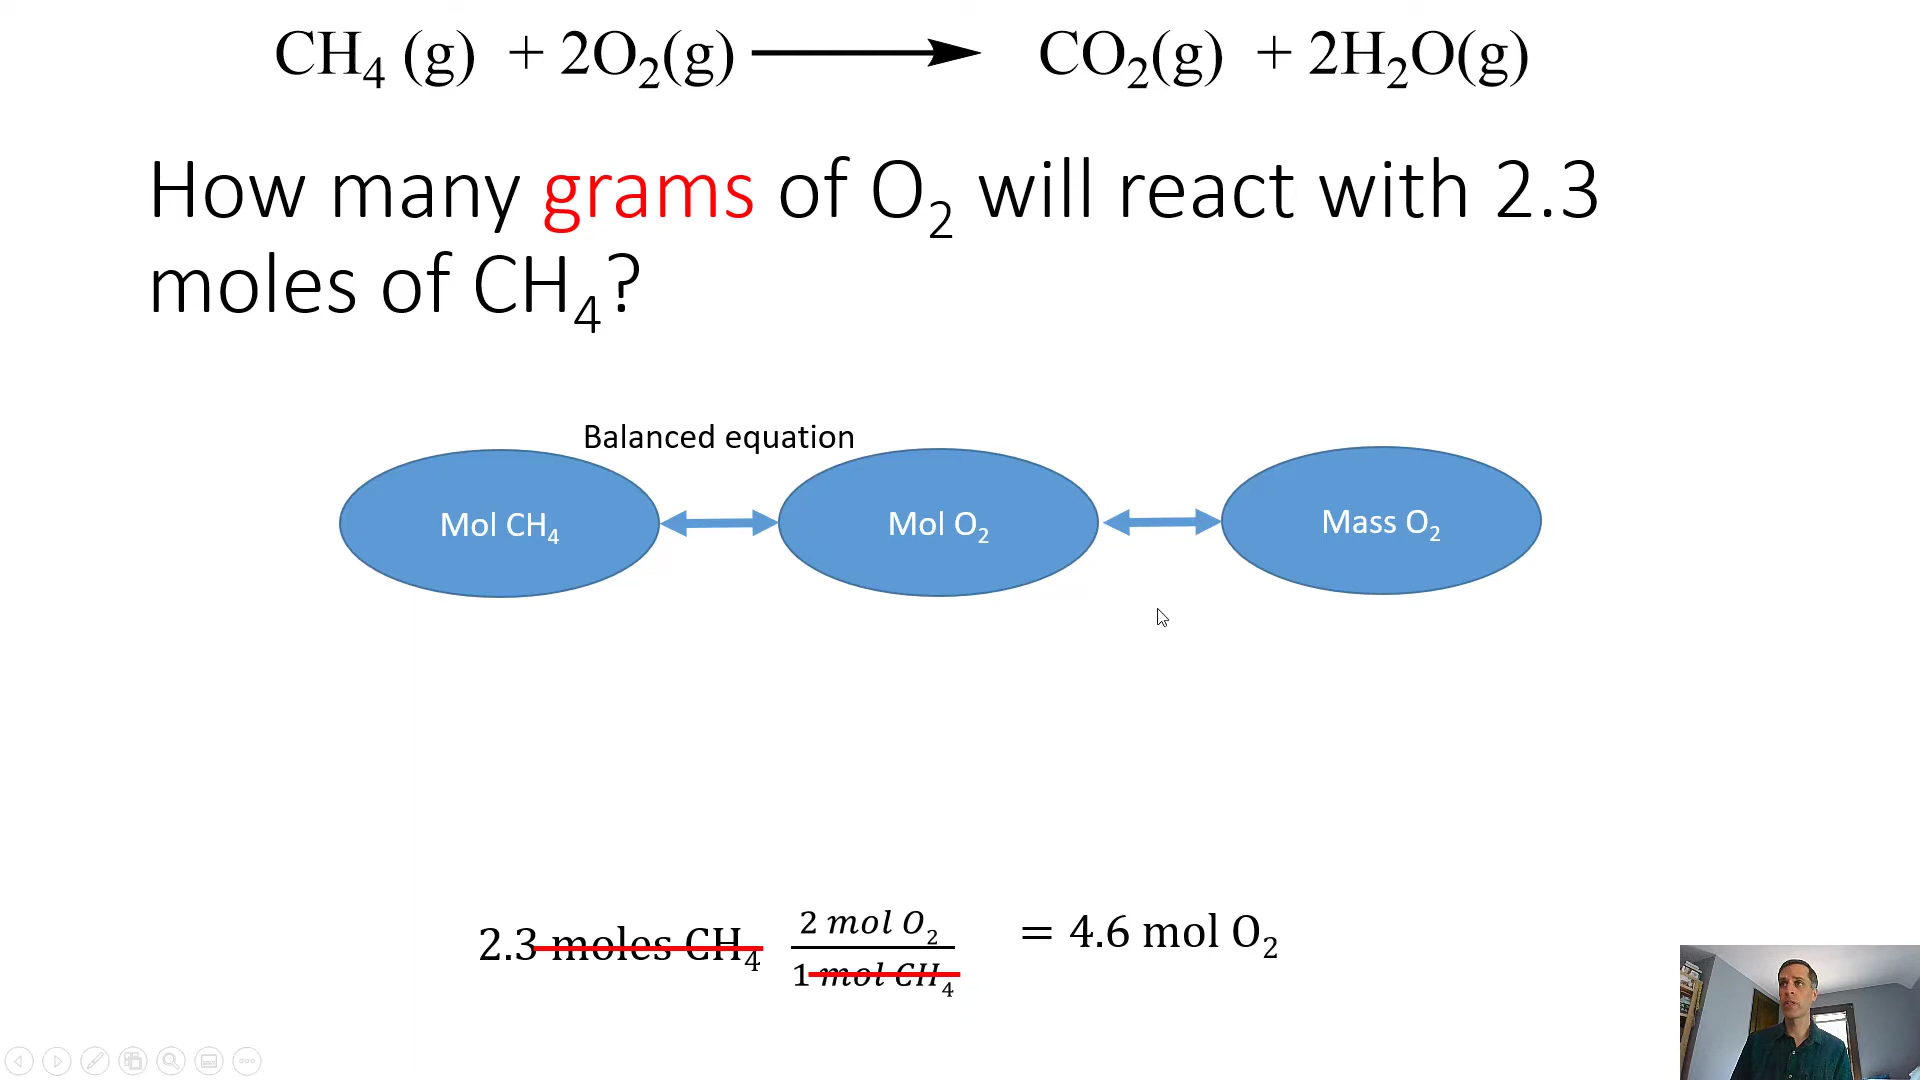 CH₄ (g) + 2O₂(g) ⟶ CO₂(g) + 2H₂O(g)
How many grams of O₂ will react with 2.3
moles of CH₄?
Balanced equation
Mol CH₄
Mol O₂
Mass O₂
2.3 moles CH₄ 2 mol O₂ / 1 mol CH₄ = 4.6 mol O₂